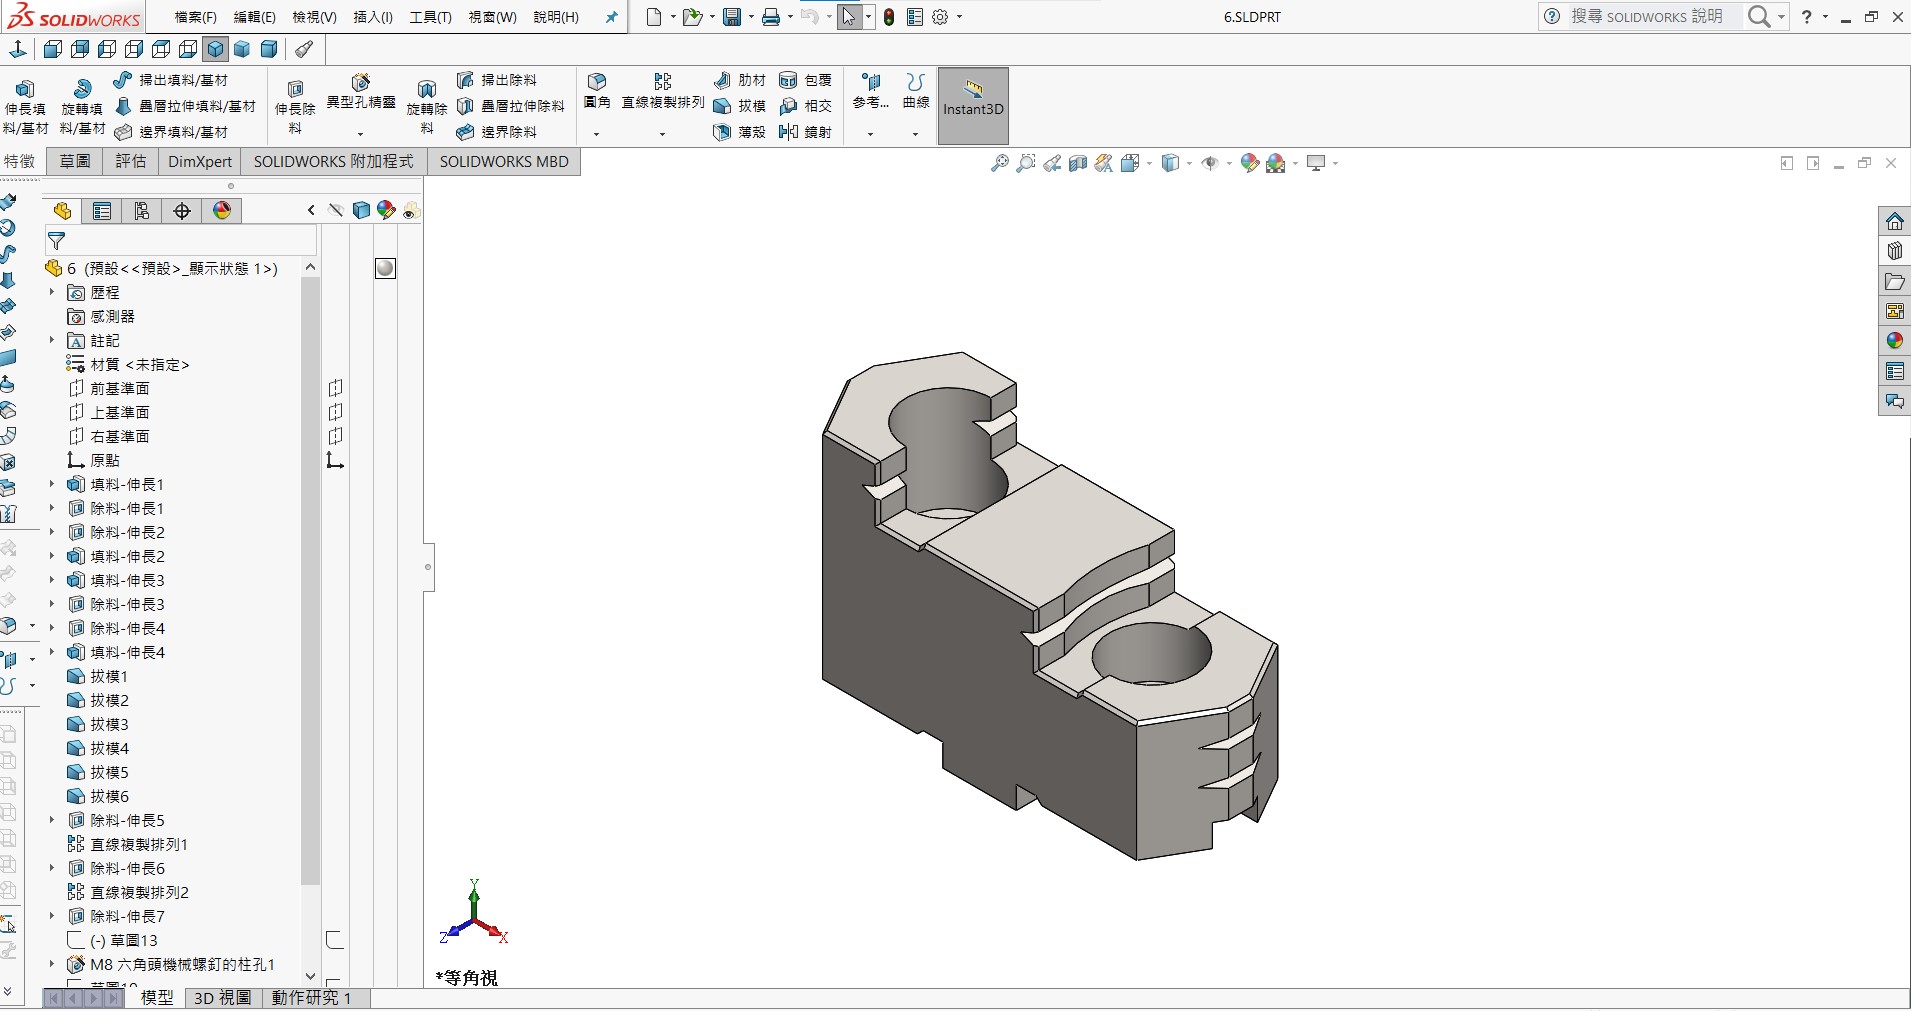 SOLIDWORKS
檔案(F) 編輯(E) 檢視(V) 插入(I) 工具(T) 視窗(W) 說明(H)
6.SLDPRT
搜尋 SOLIDWORKS 說明
伸長填料/基材
旋轉填料/基材
掃出填料/基材
疊層拉伸填料/基材
邊界填料/基材
伸長除料
異型孔精靈
旋轉除料
掃出除料
疊層拉伸除料
邊界除料
圓角
直線複製排列
肋材
拔模
薄殼
包覆
相交
鏡射
參考...
曲線
Instant3D
特徵 草圖 評估 DimXpert SOLIDWORKS 附加程式 SOLIDWORKS MBD
6 (預設<<預設>_顯示狀態 1>)
歷程
感測器
註記
材質 <未指定>
前基準面
上基準面
右基準面
原點
填料-伸長1
除料-伸長1
除料-伸長2
填料-伸長2
填料-伸長3
除料-伸長3
除料-伸長4
填料-伸長4
拔模1
拔模2
拔模3
拔模4
拔模5
拔模6
除料-伸長5
直線複製排列1
除料-伸長6
直線複製排列2
除料-伸長7
(-) 草圖13
M8 六角頭機械螺釘的柱孔1
Y
Z
X
*等角視
模型 3D 視圖 動作研究 1